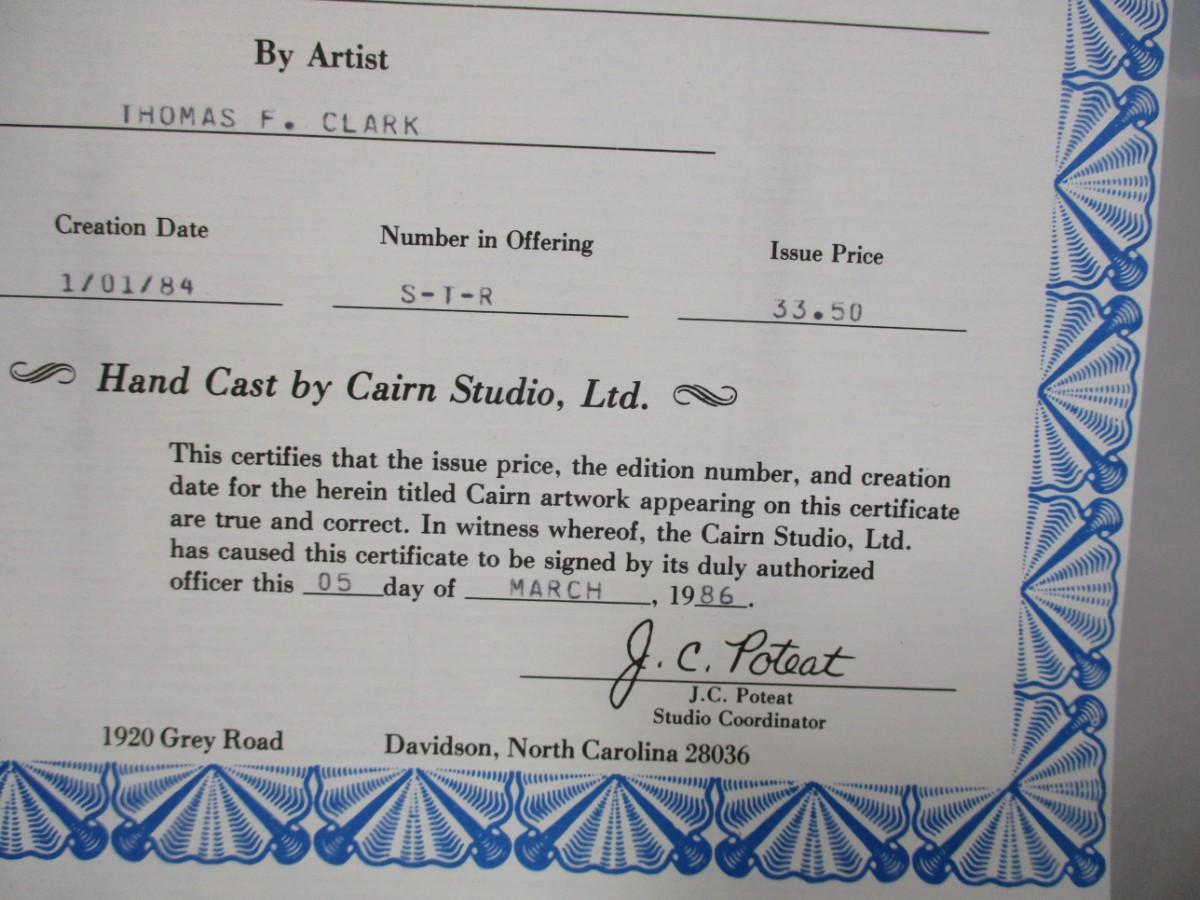 By Artist
THOMAS F. CLARK
Creation Date Number in Offering Issue Price
1/01/84 S-T-R 33.50
Hand Cast by Cairn Studio, Ltd.
This certifies that the issue price, the edition number, and creation
date for the herein titled Cairn artwork appearing on this certificate
are true and correct. In witness whereof, the Cairn Studio, Ltd.
has caused this certificate to be signed by its duly authorized
officer this 05 day of MARCH, 1986.
J. C. Poteat
J.C. Poteat
Studio Coordinator
1920 Grey Road Davidson, North Carolina 28036